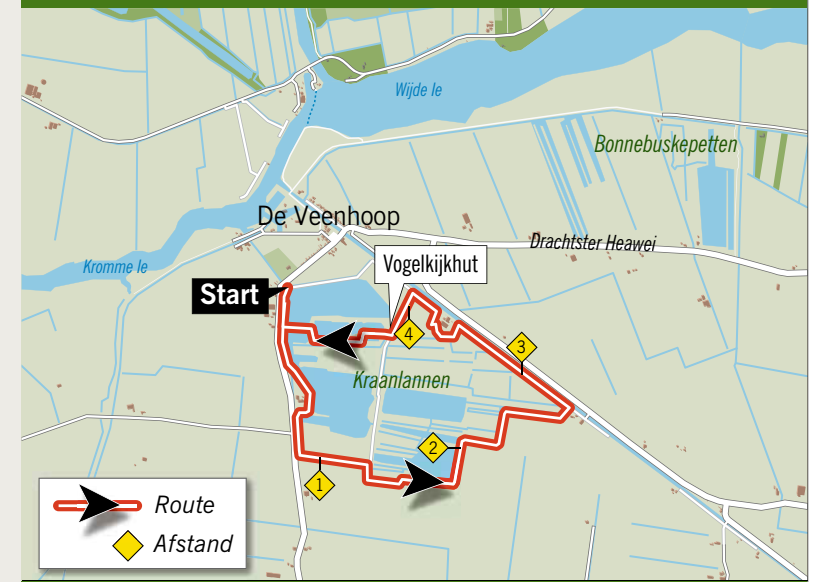 Wijde Ie
Bonnebuskepetten
De Veenhoop
Drachtster Heawei
Kromme Ie
Vogelkijkhut
Start
4
3
Kraanlannen
2
1
Route
Afstand